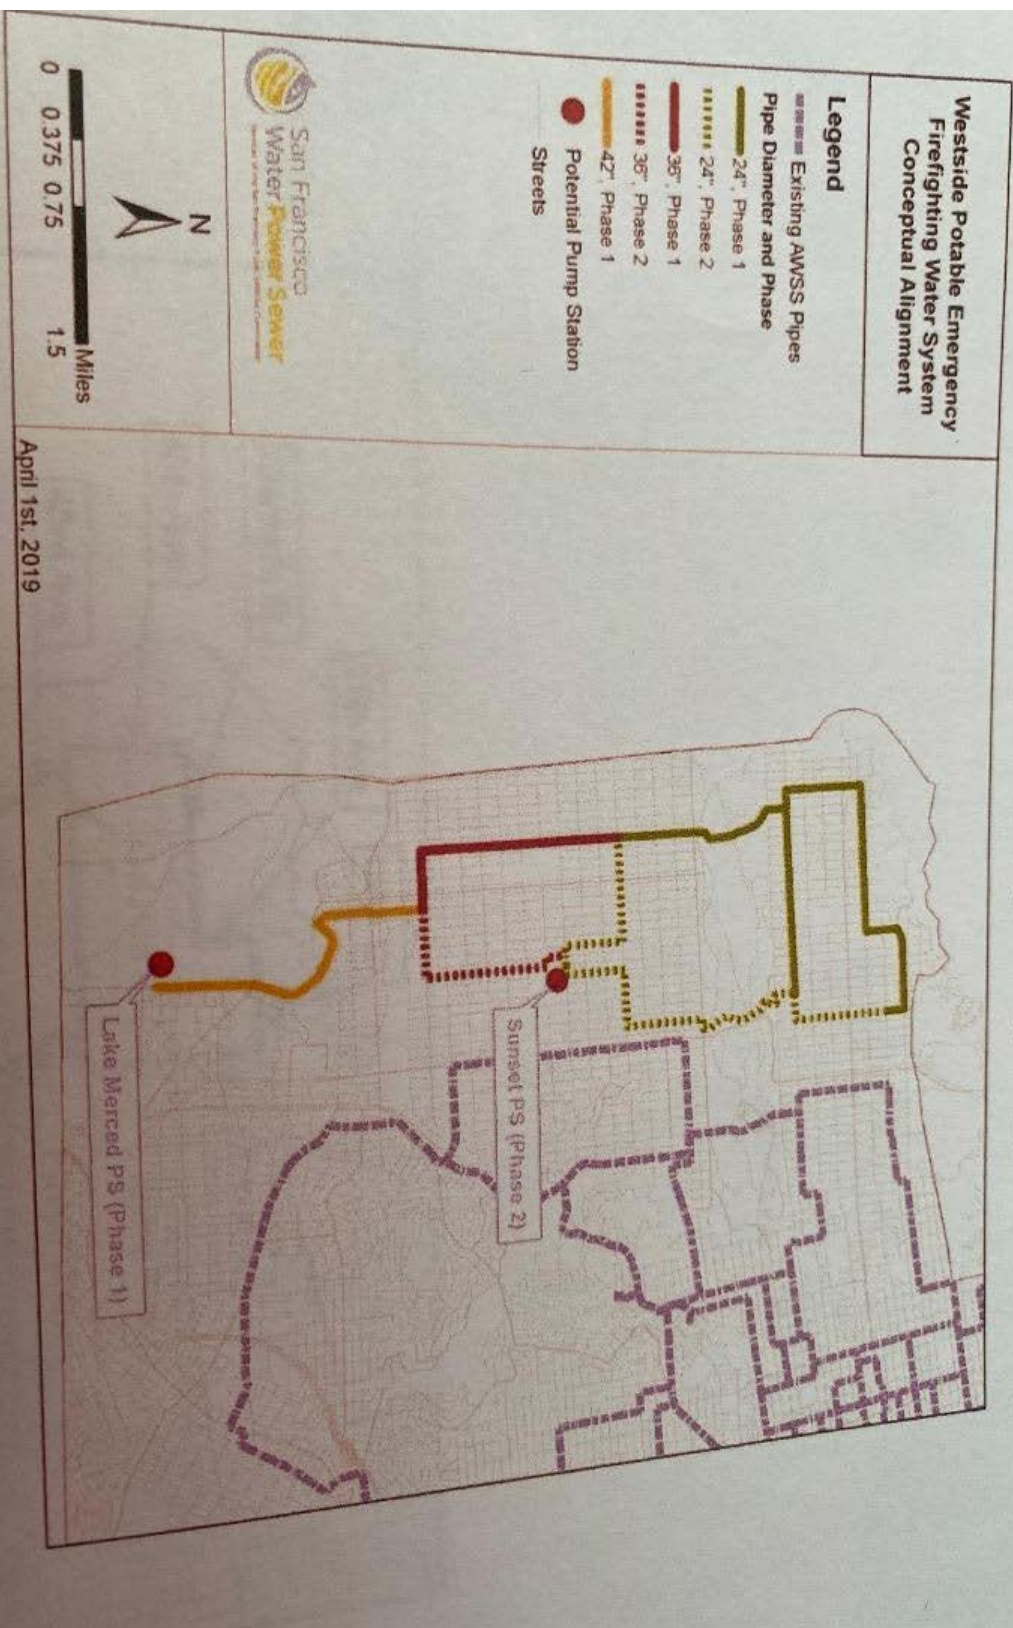 Westside Potable Emergency
Firefighting Water System
Conceptual Alignment
Legend
Existing AWSS Pipes
Pipe Diameter and Phase
24", Phase 1
24", Phase 2
36", Phase 1
36", Phase 2
42", Phase 1
Potential Pump Station
Streets
San Francisco
Water Power Sewer
N
0 0.375 0.75 1.5
Miles
Sunset PS (Phase 2)
Lake Merced PS (Phase 1)
April 1st, 2019